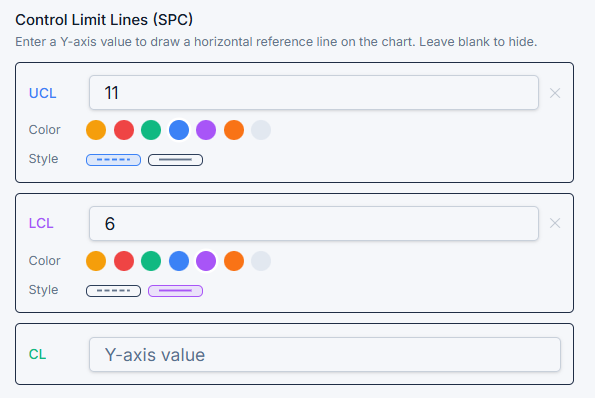 Control Limit Lines (SPC)
Enter a Y-axis value to draw a horizontal reference line on the chart. Leave blank to hide.
UCL 11
Color
Style
LCL 6
Color
Style
CL Y-axis value